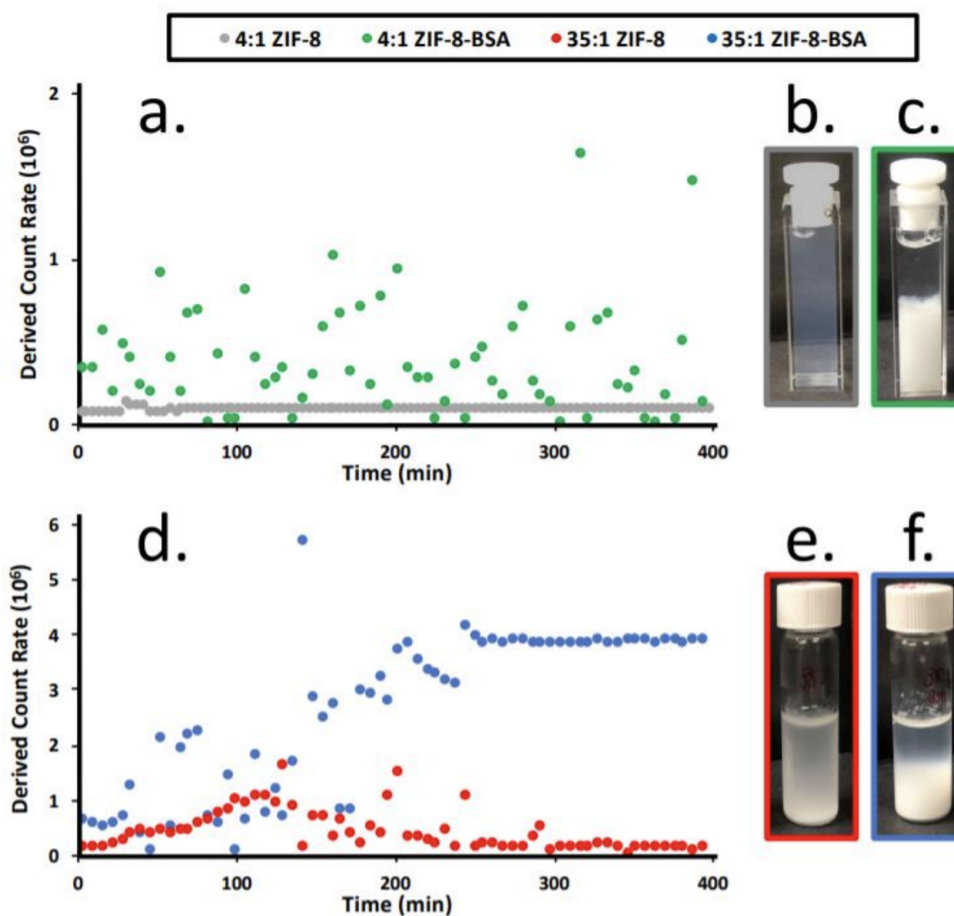 4:1 ZIF-8 4:1 ZIF-8-BSA 35:1 ZIF-8 35:1 ZIF-8-BSA
a.
b.
c.
Derived Count Rate (10⁶)
2
1
0
0 100 200 300 400
Time (min)
d.
e.
f.
Derived Count Rate (10⁶)
6
5
4
3
2
1
0
0 100 200 300 400
Time (min)